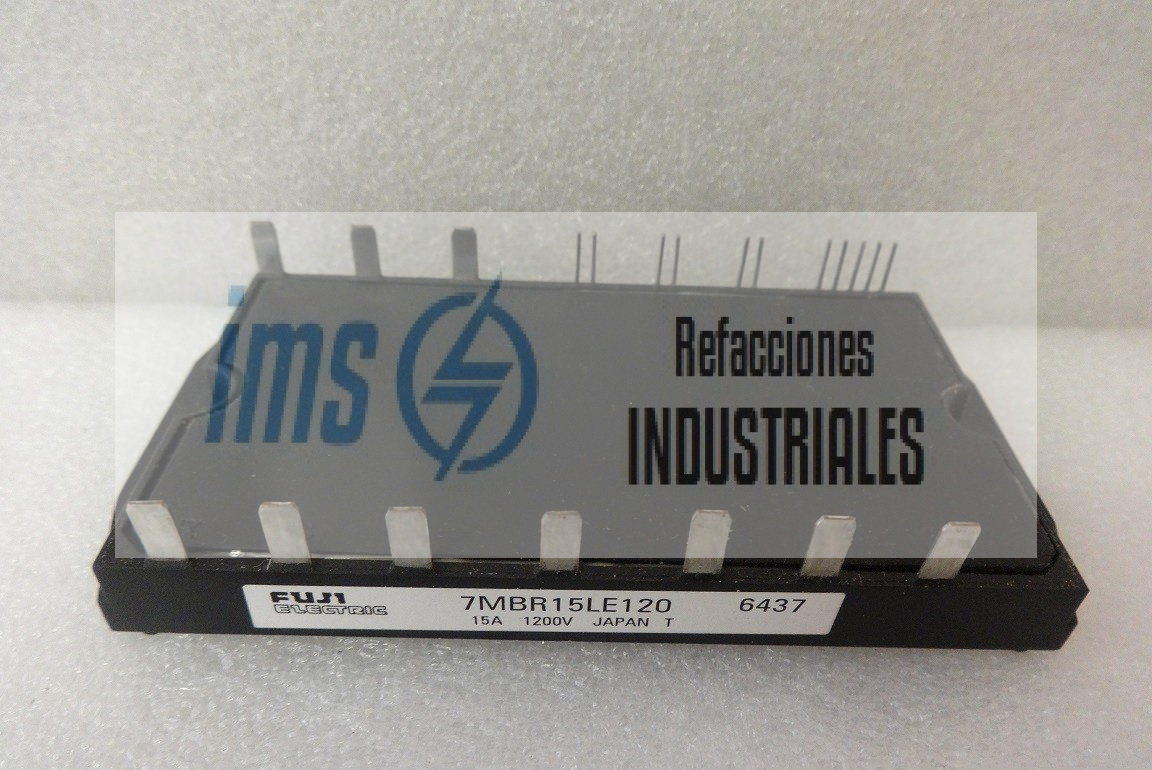 ims
Refacciones
INDUSTRIALES
FUJI
ELECTRIC
7MBR15LE120
6437
15A 1200V JAPAN T